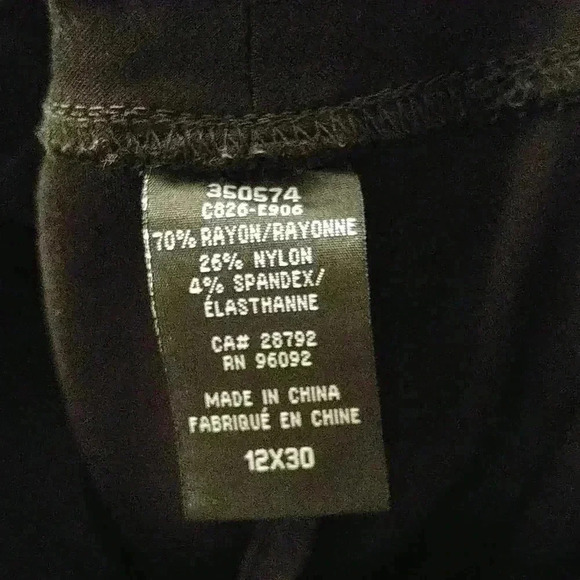 350574
C826-E906
70% RAYON/RAYONNE
26% NYLON
4% SPANDEX/
ÉLASTHANNE
CA# 28792
RN 96092
MADE IN CHINA
FABRIQUÉ EN CHINE
12X30